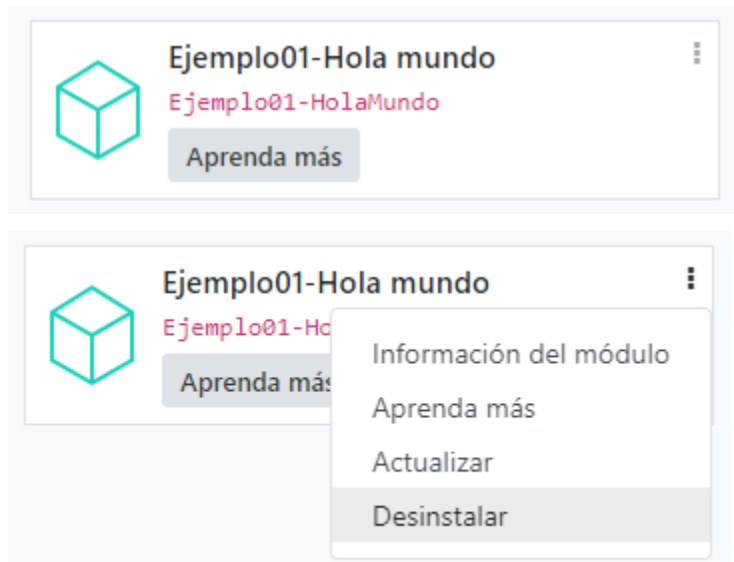 Ejemplo01-Hola mundo
Ejemplo01-HolaMundo
Aprenda más
Ejemplo01-Hola mundo
Ejemplo01-Ho
Aprenda más
Información del módulo
Aprenda más
Actualizar
Desinstalar